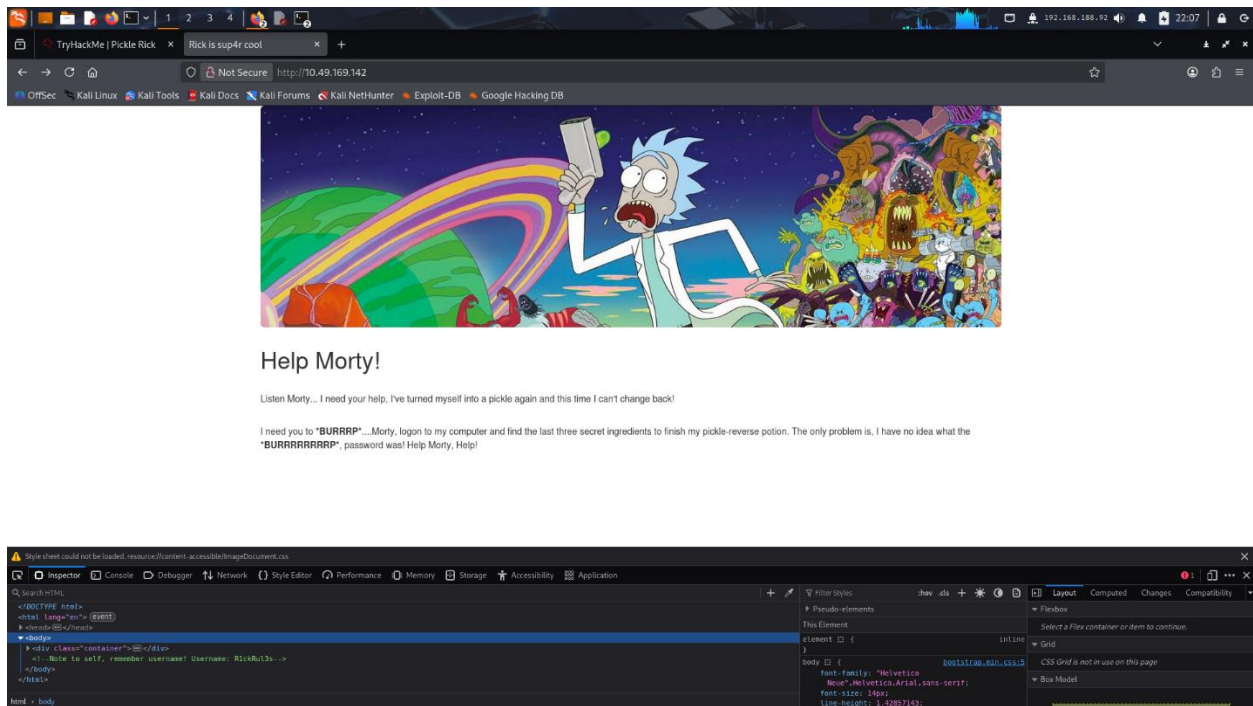 1 2 3 4
192.168.188.92 22:07
TryHackMe | Pickle Rick × Rick is sup4r cool × +
Not Secure http://10.49.169.142
OffSec Kali Linux Kali Tools Kali Docs Kali Forums Kali NetHunter Exploit-DB Google Hacking DB
Help Morty!
Listen Morty... I need your help, I've turned myself into a pickle again and this time I can't change back!
I need you to *BURRRP*....Morty, logon to my computer and find the last three secret ingredients to finish my pickle-reverse potion. The only problem is, I have no idea what the
*BURRRRRRRRP*, password was! Help Morty, Help!
Style sheet could not be loaded. resource://content-accessible/ImageDocument.css
Inspector Console Debugger Network Style Editor Performance Memory Storage Accessibility Application 1
Search HTML
<!DOCTYPE html>
<html lang="en"> event
<head></head>
<body>
<div class="container"></div>
<!--Note to self, remember username! Username: R1ckRul3s-->
</body>
</html>
html > body
Filter Styles :hov .cls +
Pseudo-elements
This Element
element { inline
}
body { bootstrap.min.css:5
font-family: "Helvetica
Neue",Helvetica,Arial,sans-serif;
font-size: 14px;
line-height: 1.42857143;
Layout Computed Changes Compatibility
Flexbox
Select a Flex container or item to continue.
Grid
CSS Grid is not in use on this page
Box Model